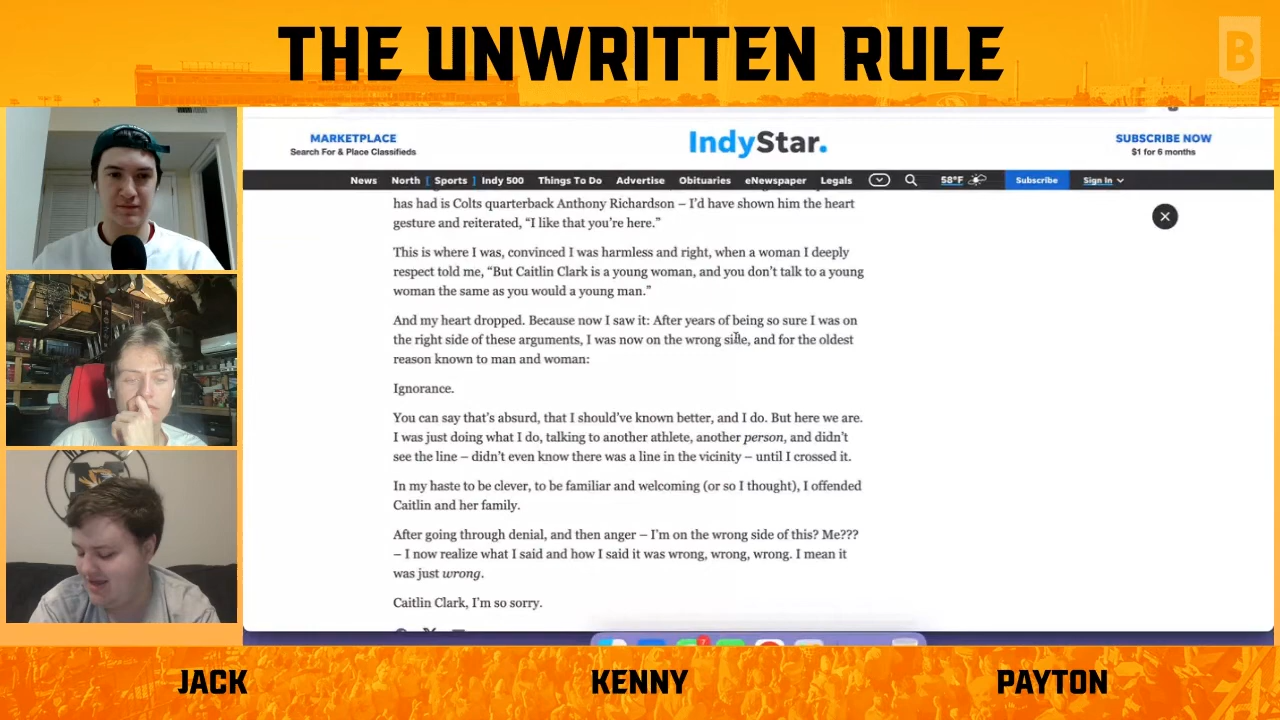 THE UNWRITTEN RULE
B
MARKETPLACE
Search For & Place Classifieds
IndyStar.
SUBSCRIBE NOW
$1 for 6 months
News North Sports Indy 500 Things To Do Advertise Obituaries eNewspaper Legals 58°F Subscribe Sign In
has had is Colts quarterback Anthony Richardson – I'd have shown him the heart
gesture and reiterated, "I like that you're here."
This is where I was, convinced I was harmless and right, when a woman I deeply
respect told me, "But Caitlin Clark is a young woman, and you don't talk to a young
woman the same as you would a young man."
And my heart dropped. Because now I saw it: After years of being so sure I was on
the right side of these arguments, I was now on the wrong side, and for the oldest
reason known to man and woman:
Ignorance.
You can say that's absurd, that I should've known better, and I do. But here we are.
I was just doing what I do, talking to another athlete, another person, and didn't
see the line – didn't even know there was a line in the vicinity – until I crossed it.
In my haste to be clever, to be familiar and welcoming (or so I thought), I offended
Caitlin and her family.
After going through denial, and then anger – I'm on the wrong side of this? Me???
– I now realize what I said and how I said it was wrong, wrong, wrong. I mean it
was just wrong.
Caitlin Clark, I'm so sorry.
7
JACK
KENNY
PAYTON